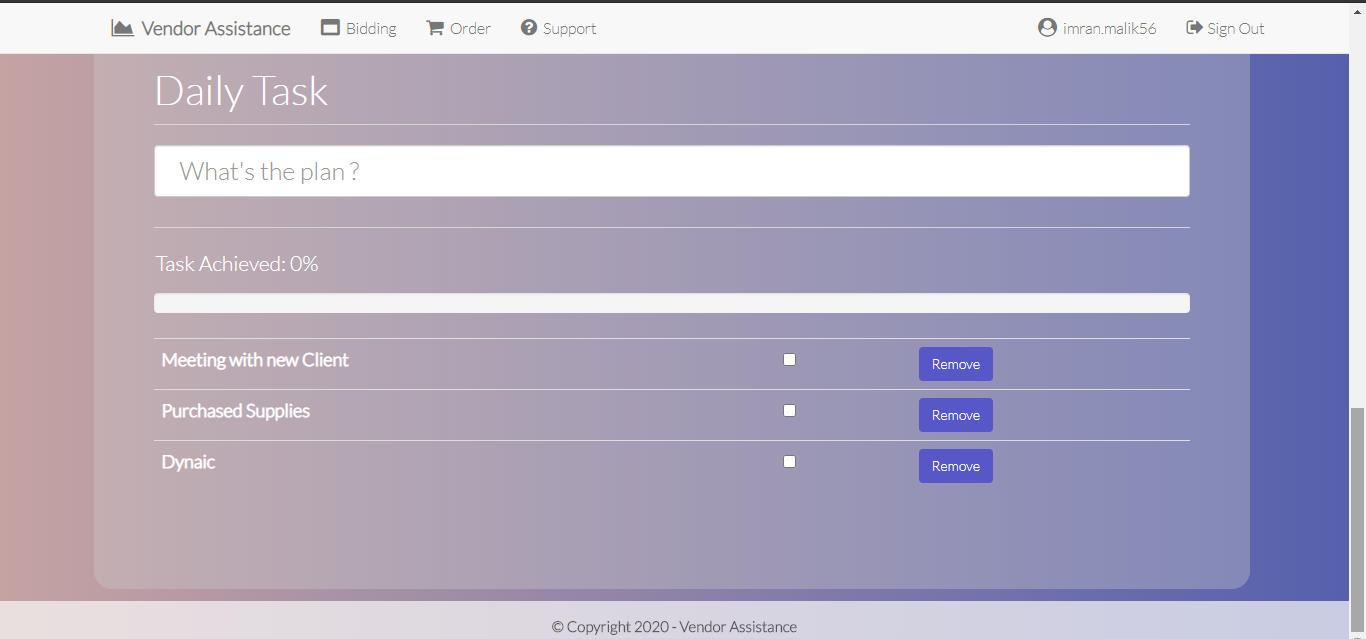 Vendor Assistance Bidding Order Support imran.malik56 Sign Out
Daily Task
What's the plan ?
Task Achieved: 0%
Meeting with new Client Remove
Purchased Supplies Remove
Dynaic Remove
© Copyright 2020 - Vendor Assistance